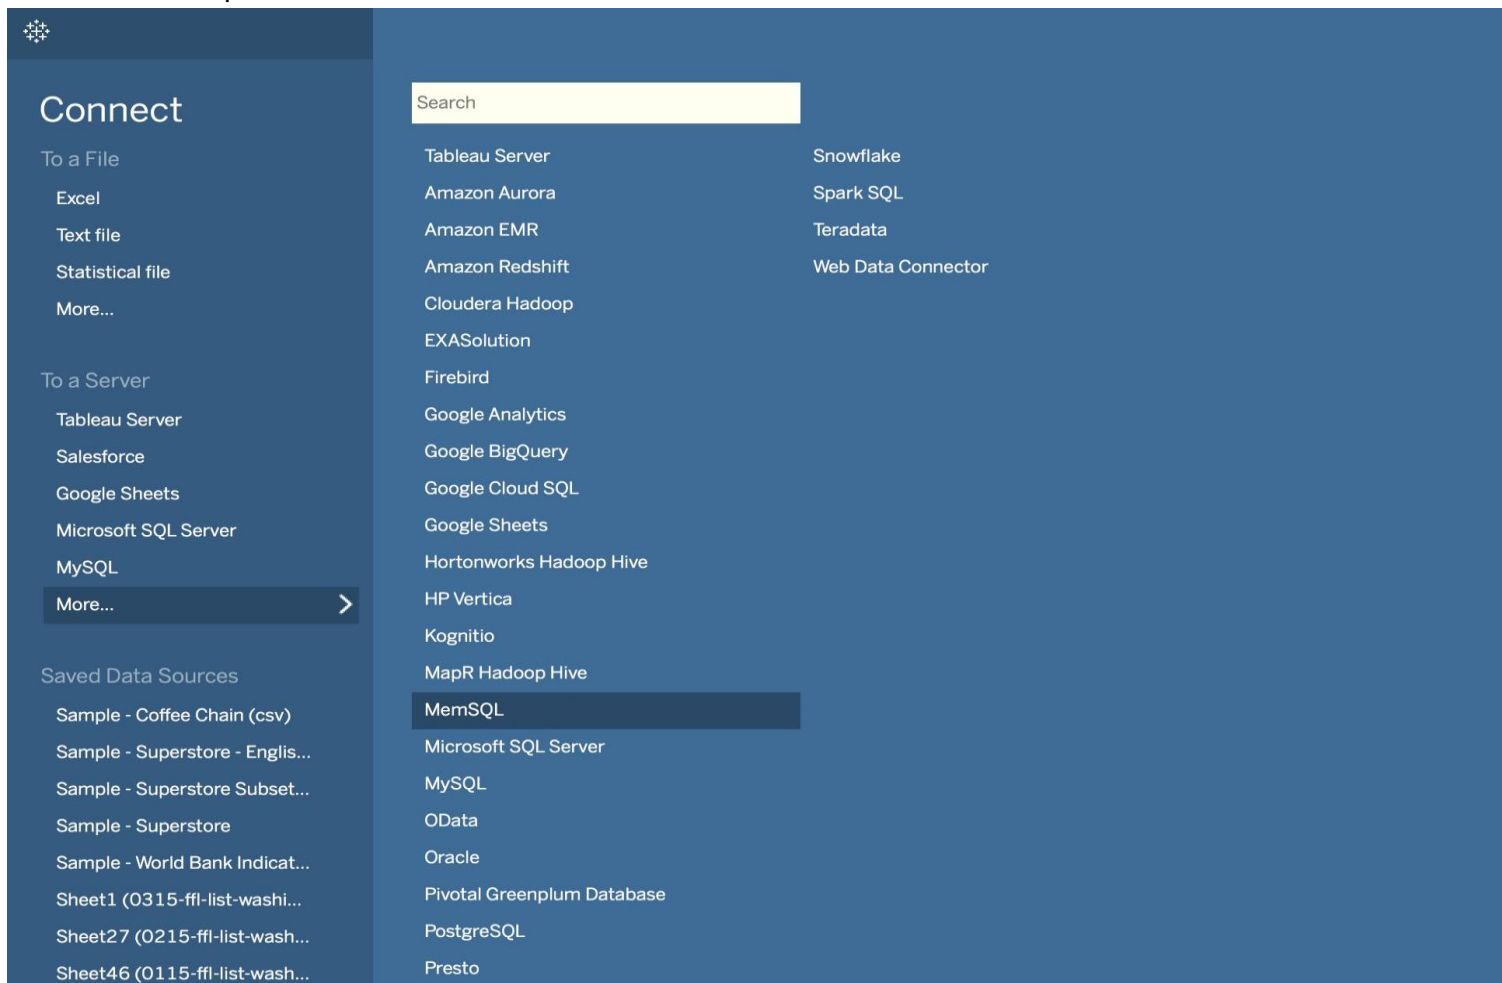 Connect
To a File
Excel
Text file
Statistical file
More...
To a Server
Tableau Server
Salesforce
Google Sheets
Microsoft SQL Server
MySQL
More...
Saved Data Sources
Sample - Coffee Chain (csv)
Sample - Superstore - Englis...
Sample - Superstore Subset...
Sample - Superstore
Sample - World Bank Indicat...
Sheet1 (0315-ffl-list-washi...
Sheet27 (0215-ffl-list-wash...
Sheet46 (0115-ffl-list-wash...
Search
Tableau Server
Amazon Aurora
Amazon EMR
Amazon Redshift
Cloudera Hadoop
EXASolution
Firebird
Google Analytics
Google BigQuery
Google Cloud SQL
Google Sheets
Hortonworks Hadoop Hive
HP Vertica
Kognitio
MapR Hadoop Hive
MemSQL
Microsoft SQL Server
MySQL
OData
Oracle
Pivotal Greenplum Database
PostgreSQL
Presto
Snowflake
Spark SQL
Teradata
Web Data Connector